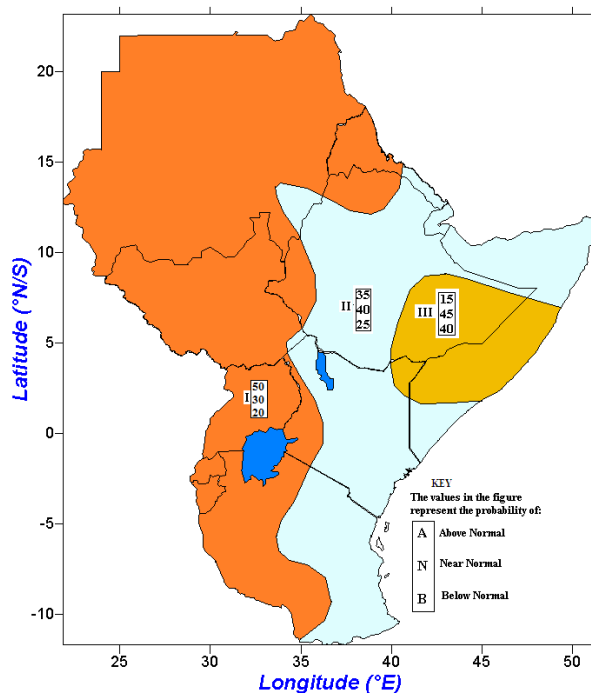 20
15
10
5
0
-5
-10
Latitude (°N/S)
35
II 40
25
15
III 45
40
50
I 30
20
KEY
The values in the figure
represent the probability of:
A Above Normal
N Near Normal
B Below Normal
25 30 35 40 45 50
Longitude (°E)